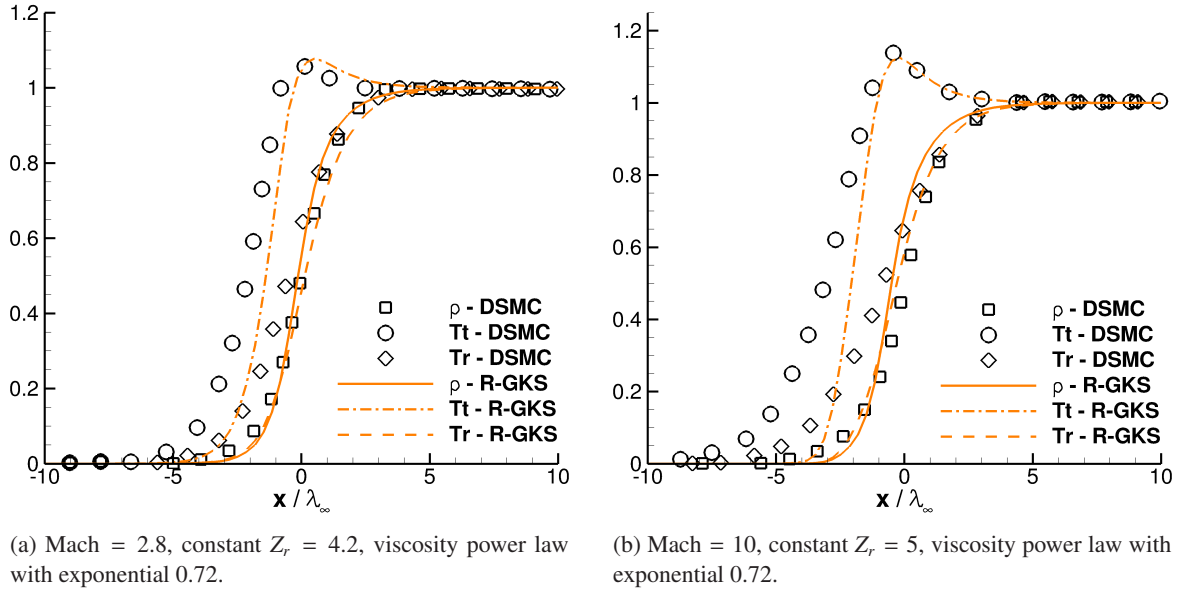 1.2
1
0.8
0.6
0.4
0.2
0
-10
-5
0
5
10
x / λ∞
ρ - DSMC
Tt - DSMC
Tr - DSMC
ρ - R-GKS
Tt - R-GKS
Tr - R-GKS
(a) Mach = 2.8, constant Zr = 4.2, viscosity power law
with exponential 0.72.
1.2
1
0.8
0.6
0.4
0.2
0
-10
-5
0
5
10
x / λ∞
ρ - DSMC
Tt - DSMC
Tr - DSMC
ρ - R-GKS
Tt - R-GKS
Tr - R-GKS
(b) Mach = 10, constant Zr = 5, viscosity power law with
exponential 0.72.